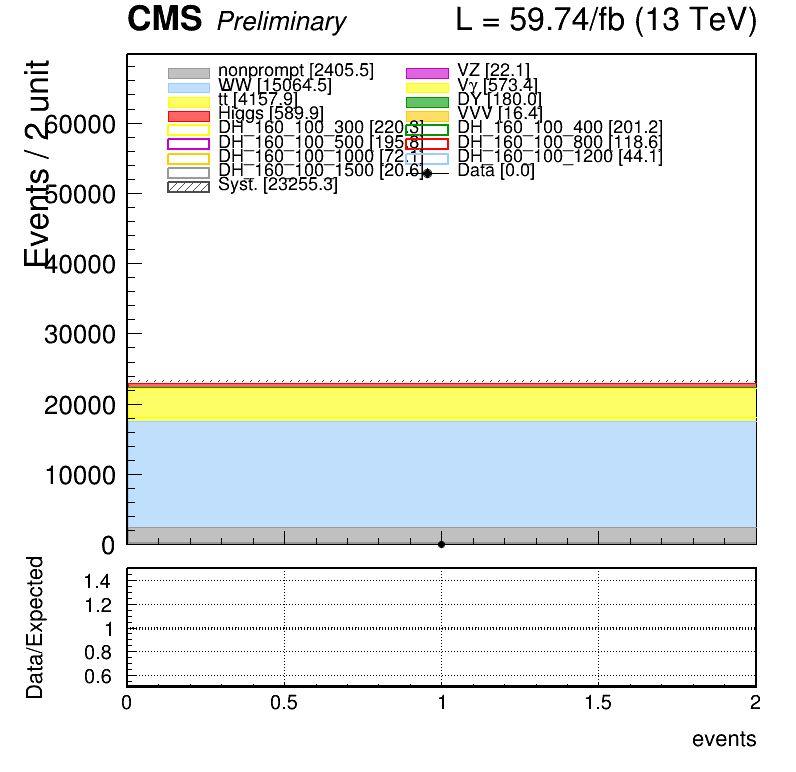 CMS Preliminary L = 59.74/fb (13 TeV)
Events / 2 unit
nonprompt [2405.5] VZ [22.1]
WW [15064.5] Vγ [573.4]
tt [4157.9] DY [180.0]
Higgs [589.9] VVV [16.4]
DH_160_100_300 [220.3] DH_160_100_400 [201.2]
DH_160_100_500 [195.8] DH_160_100_800 [118.6]
DH_160_100_1000 [72.1] DH_160_100_1200 [44.1]
DH_160_100_1500 [20.6] Data [0.0]
Syst. [23255.3]
60000
50000
40000
30000
20000
10000
0
Data/Expected
1.4
1.2
1
0.8
0.6
0 0.5 1 1.5 2
events